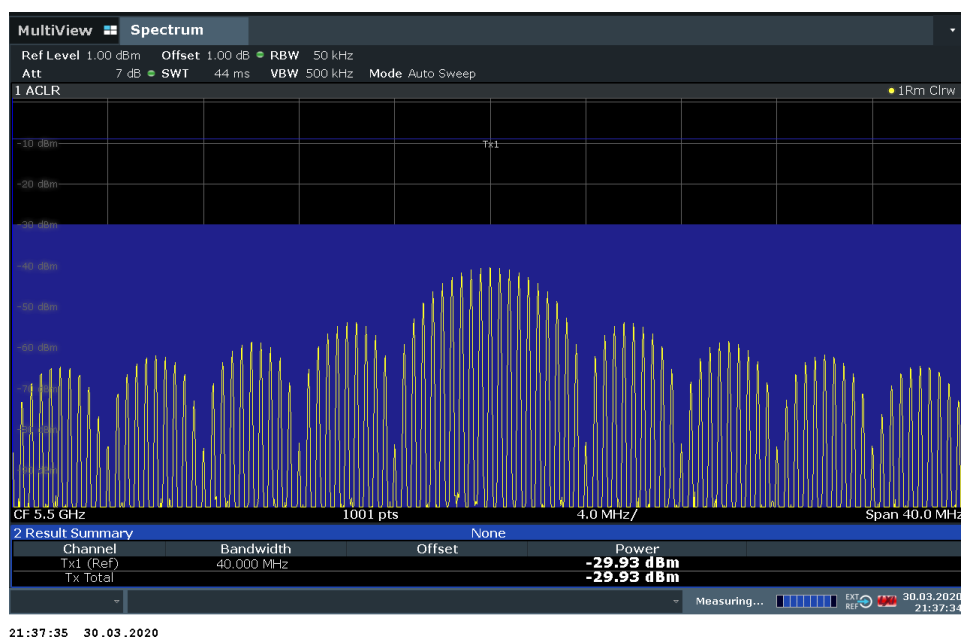 MultiView Spectrum
Ref Level 1.00 dBm Offset 1.00 dB RBW 50 kHz
Att 7 dB SWT 44 ms VBW 500 kHz Mode Auto Sweep
1 ACLR 1Rm Clrw
-10 dBm
Tx1
-20 dBm
-30 dBm
-40 dBm
-50 dBm
-60 dBm
CF 5.5 GHz 1001 pts 4.0 MHz/ Span 40.0 MHz
2 Result Summary None
Channel Bandwidth Offset Power
Tx1 (Ref) 40.000 MHz -29.93 dBm
Tx Total -29.93 dBm
Measuring... EXT REF 30.03.2020
21:37:34
21:37:35 30.03.2020